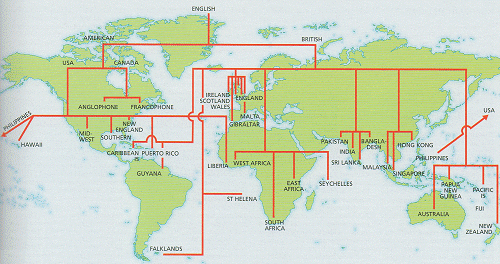 ENGLISH
AMERICAN
BRITISH
USA
CANADA
ANGLOPHONE
FRANCOPHONE
IRELAND
SCOTLAND
WALES
ENGLAND
MALTA
GIBRALTAR
PHILIPPINES
HAWAII
MID-
WEST
NEW
ENGLAND
SOUTHERN
CARIBBEAN
IS
PUERTO RICO
GUYANA
LIBERIA
WEST AFRICA
EAST
AFRICA
SEYCHELLES
ST HELENA
SOUTH
AFRICA
FALKLANDS
PAKISTAN
INDIA
BANGLA-
DESH
SRI LANKA
MALAYSIA
SINGAPORE
HONG KONG
PHILIPPINES
USA
PAPUA
NEW
GUINEA
PACIFIC
IS
FIJI
AUSTRALIA
NEW
ZEALAND